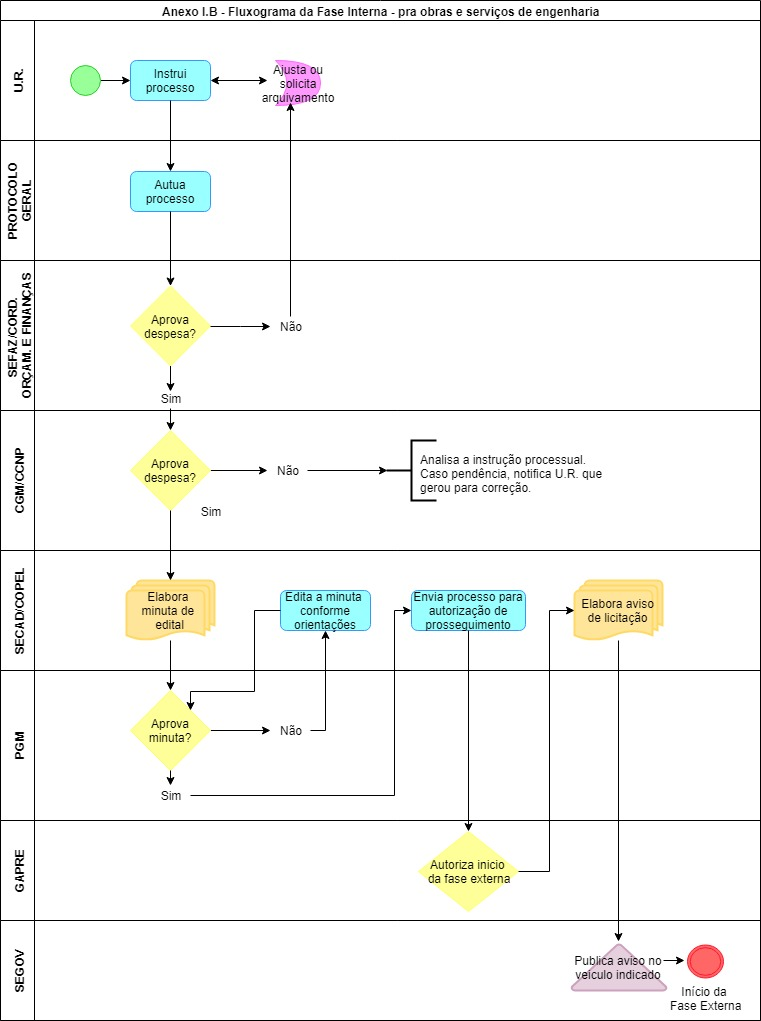 Anexo I.B - Fluxograma da Fase Interna - pra obras e serviços de engenharia
U.R.
Instrui
processo
Ajusta ou
solicita
arquivamento
PROTOCOLO
GERAL
Autua
processo
SEFAZ/CORD.
ORÇAM. E FINANÇAS
Aprova
despesa?
Não
Sim
CGM/CCNP
Aprova
despesa?
Não
Analisa a instrução processual.
Caso pendência, notifica U.R. que
gerou para correção.
Sim
SECAD/COPEL
Elabora
minuta de
edital
Edita a minuta
conforme
orientações
Envia processo para
autorização de
prosseguimento
Elabora aviso
de licitação
PGM
Aprova
minuta?
Não
Sim
GAPRE
Autoriza inicio
da fase externa
SEGOV
Publica aviso no
veículo indicado
Início da
Fase Externa